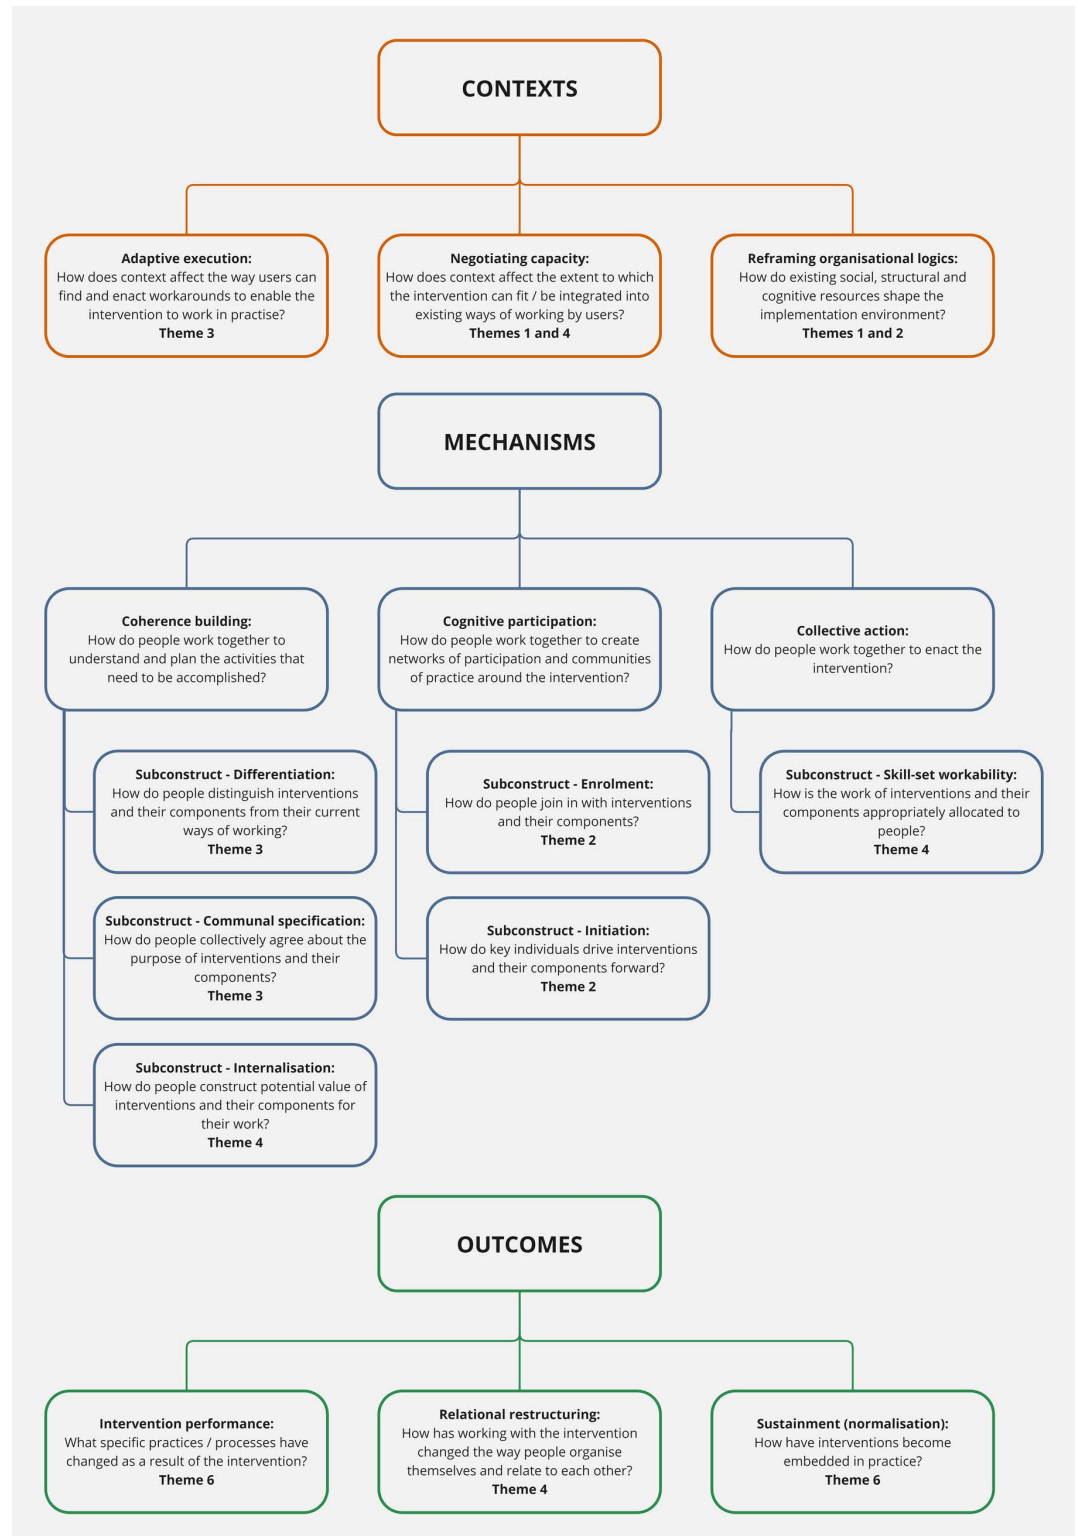 CONTEXTS
Adaptive execution:
How does context affect the way users can
find and enact workarounds to enable the
intervention to work in practise?
Theme 3
Negotiating capacity:
How does context affect the extent to which
the intervention can fit / be integrated into
existing ways of working by users?
Themes 1 and 4
Reframing organisational logics:
How do existing social, structural and
cognitive resources shape the
implementation environment?
Themes 1 and 2
MECHANISMS
Coherence building:
How do people work together to
understand and plan the activities that
need to be accomplished?
Cognitive participation:
How do people work together to create
networks of participation and communities
of practice around the intervention?
Collective action:
How do people work together to enact the
intervention?
Subconstruct - Differentiation:
How do people distinguish interventions
and their components from their current
ways of working?
Theme 3
Subconstruct - Enrolment:
How do people join in with interventions
and their components?
Theme 2
Subconstruct - Skill-set workability:
How is the work of interventions and their
components appropriately allocated to
people?
Theme 4
Subconstruct - Communal specification:
How do people collectively agree about the
purpose of interventions and their
components?
Theme 3
Subconstruct - Initiation:
How do key individuals drive interventions
and their components forward?
Theme 2
Subconstruct - Internalisation:
How do people construct potential value of
interventions and their components for
their work?
Theme 4
OUTCOMES
Intervention performance:
What specific practices / processes have
changed as a result of the intervention?
Theme 6
Relational restructuring:
How has working with the intervention
changed the way people organise
themselves and relate to each other?
Theme 4
Sustainment (normalisation):
How have interventions become
embedded in practice?
Theme 6